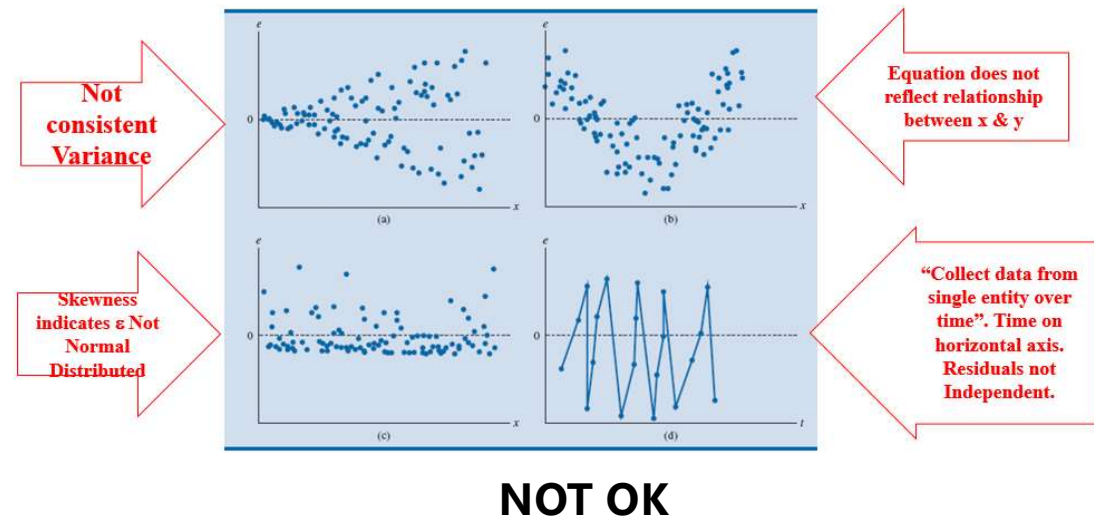 Not
consistent
Variance
e
0
x
(a)
e
0
x
(b)
Equation does not
reflect relationship
between x & y
Skewness
indicates ε Not
Normal
Distributed
e
0
x
(c)
e
0
t
(d)
“Collect data from
single entity over
time”. Time on
horizontal axis.
Residuals not
Independent.
NOT OK